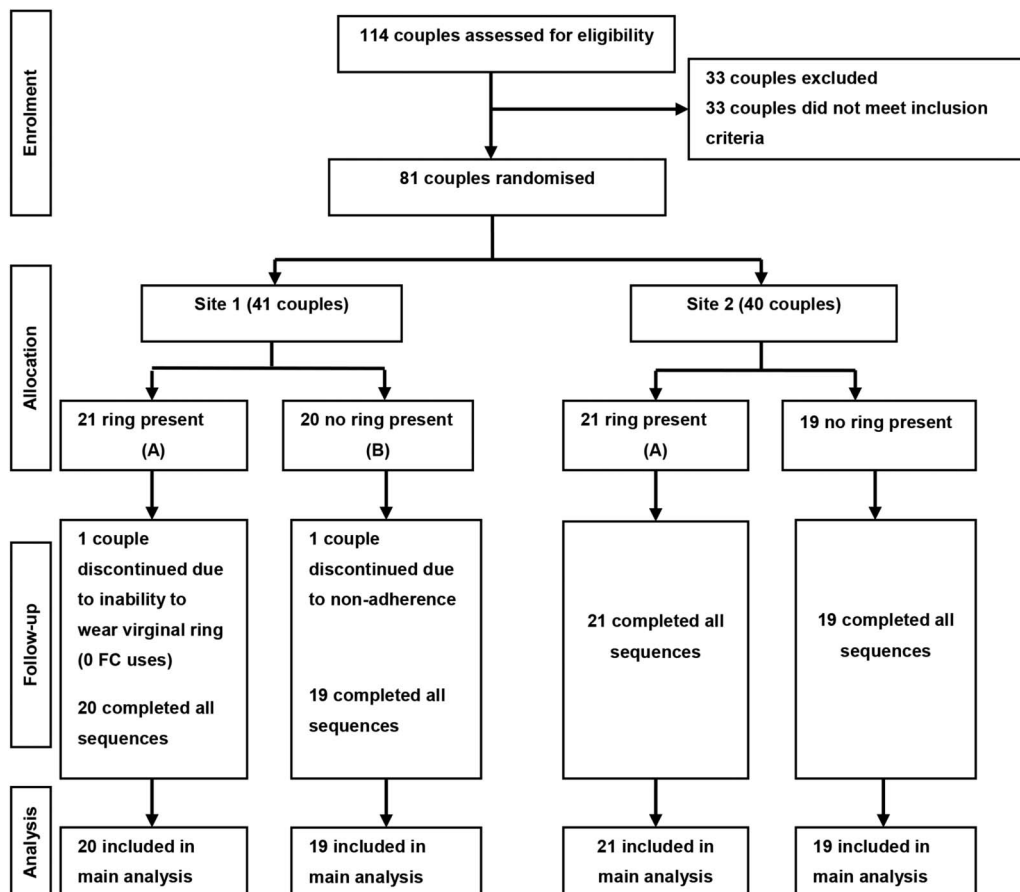 Enrolment
114 couples assessed for eligibility
33 couples excluded
33 couples did not meet inclusion
criteria
81 couples randomised
Allocation
Site 1 (41 couples)
Site 2 (40 couples)
21 ring present
(A)
20 no ring present
(B)
21 ring present
(A)
19 no ring present
Follow-up
1 couple
discontinued due
to inability to
wear virginal ring
(0 FC uses)
20 completed all
sequences
1 couple
discontinued due
to non-adherence
19 completed all
sequences
21 completed all
sequences
19 completed all
sequences
Analysis
20 included in
main analysis
19 included in
main analysis
21 included in
main analysis
19 included in
main analysis